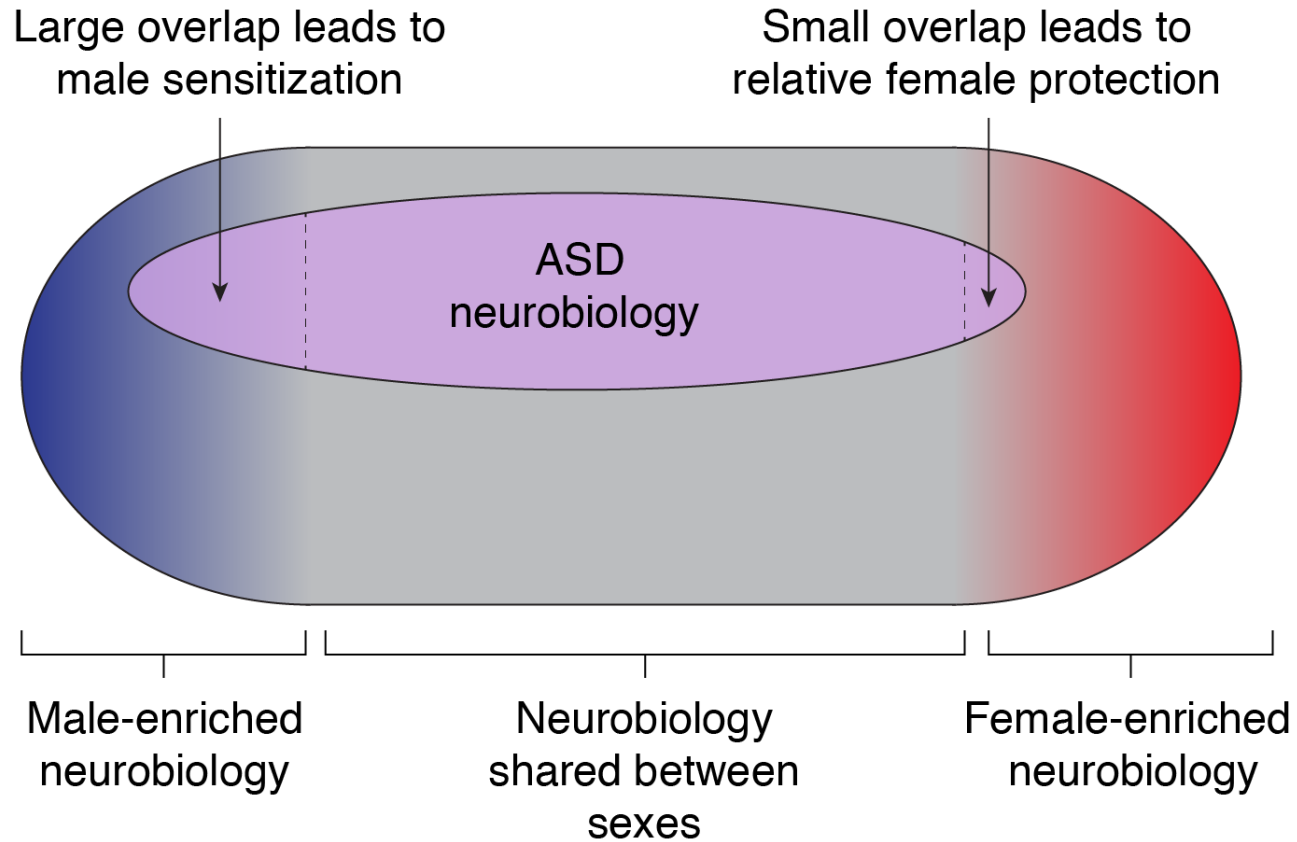 Large overlap leads to
male sensitization
Small overlap leads to
relative female protection
ASD
neurobiology
Male-enriched
neurobiology
Neurobiology
shared between
sexes
Female-enriched
neurobiology